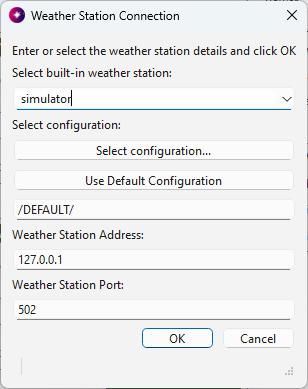 Weather Station Connection
Enter or select the weather station details and click OK
Select built-in weather station:
simulator
Select configuration:
Select configuration...
Use Default Configuration
/DEFAULT/
Weather Station Address:
127.0.0.1
Weather Station Port:
502
OK Cancel